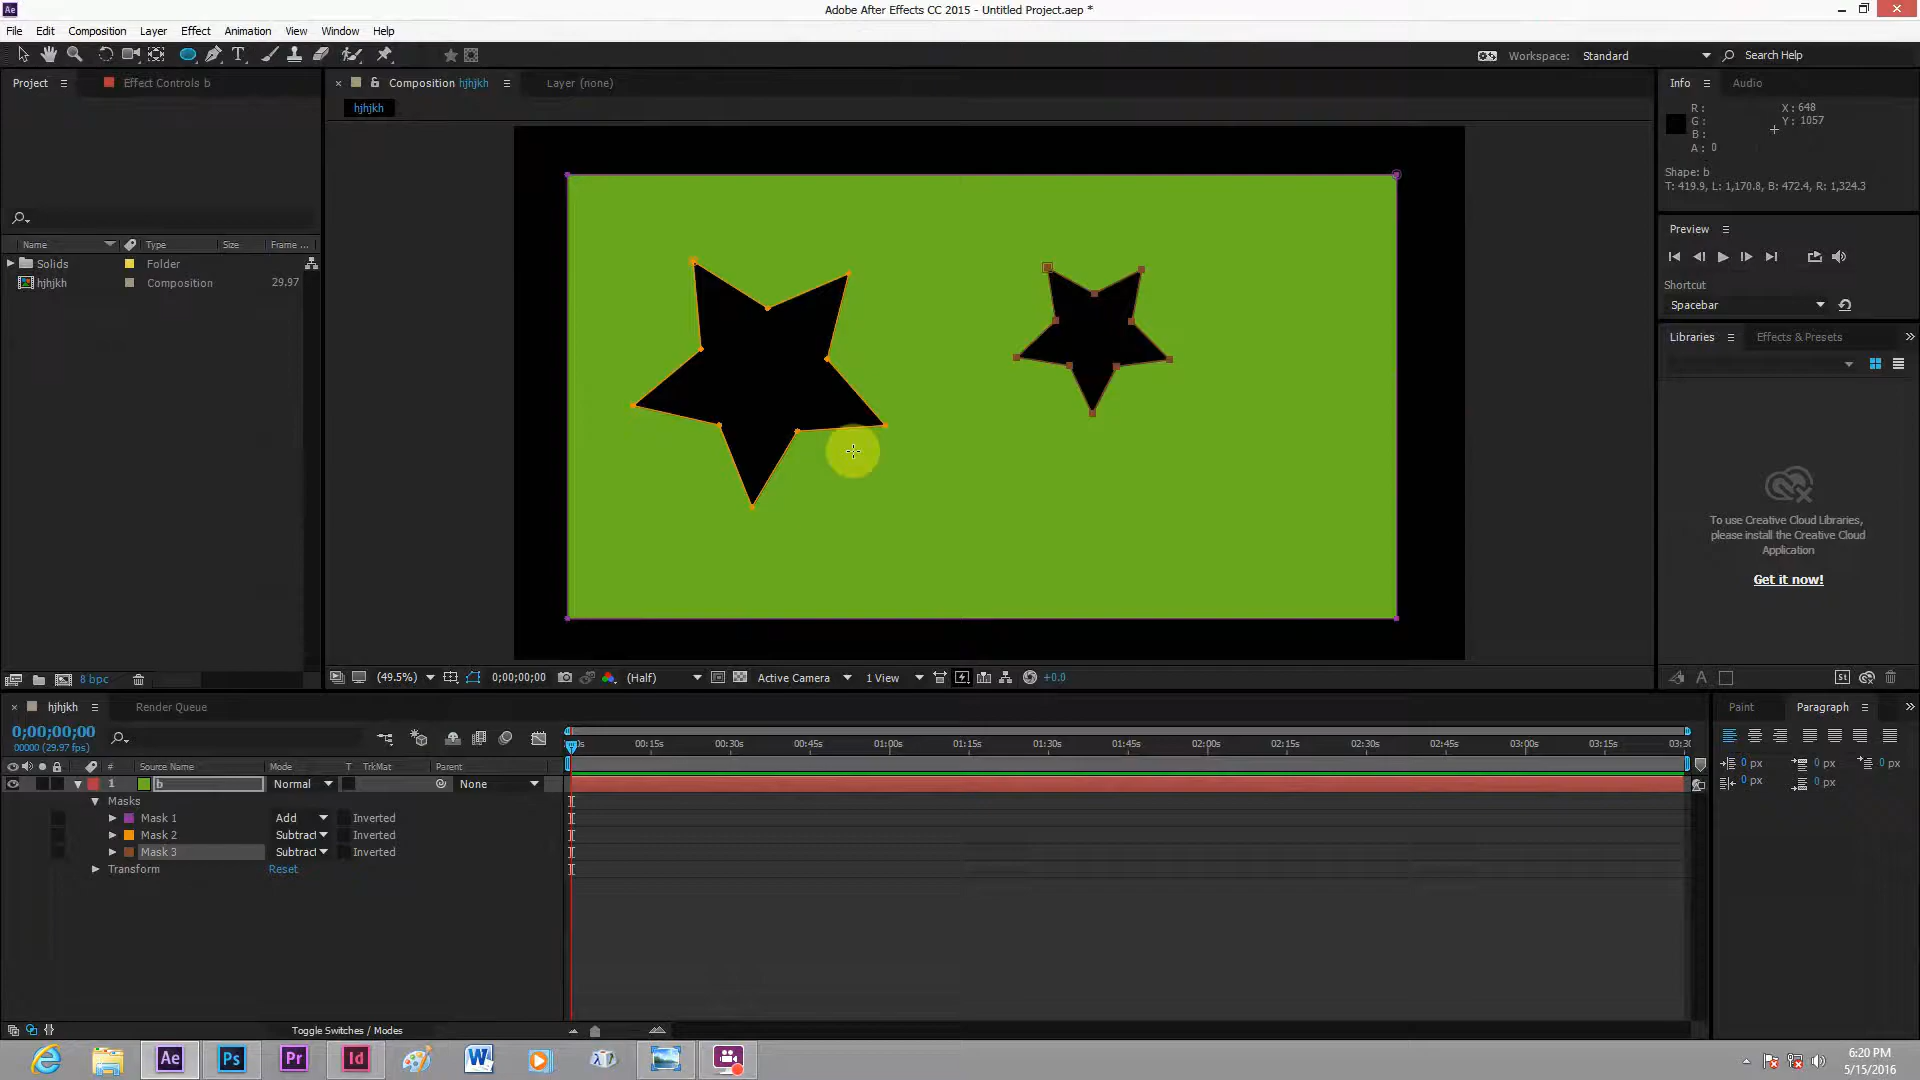 Adobe After Effects CC 2015 - Untitled Project.aep *
File Edit Composition Layer Effect Animation View Window Help
Workspace: Standard Search Help
Project Effect Controls b
Composition hjhjkh Layer (none)
hjhjkh
Info Audio
R :
G :
B :
A : 0
X : 648
Y : 1057
Shape: b
T: 419.9, L: 1,170.8, B: 472.4, R: 1,324.3
Preview
Shortcut
Spacebar
Libraries Effects & Presets
To use Creative Cloud Libraries,
please install the Creative Cloud
Application
Get it now!
Name Type Size Frame ...
Solids Folder
hjhjkh Composition 29.97
8 bpc
(49.5%) 0;00;00;00 (Half) Active Camera 1 View +0.0
hjhjkh Render Queue
0;00;00;00
00000 (29.97 fps)
# Source Name Mode T TrkMat Parent
1 b Normal None
Masks
Mask 1 Add Inverted
Mask 2 Subtract Inverted
Mask 3 Subtract Inverted
Transform Reset
00:15s 00:30s 00:45s 01:00s 01:15s 01:30s 01:45s 02:00s 02:15s 02:30s 02:45s 03:00s 03:15s 03:30
Toggle Switches / Modes
Paint Paragraph
0 px 0 px 0 px
0 px 0 px
St
Ae Ps Pr Id W
6:20 PM
5/15/2016